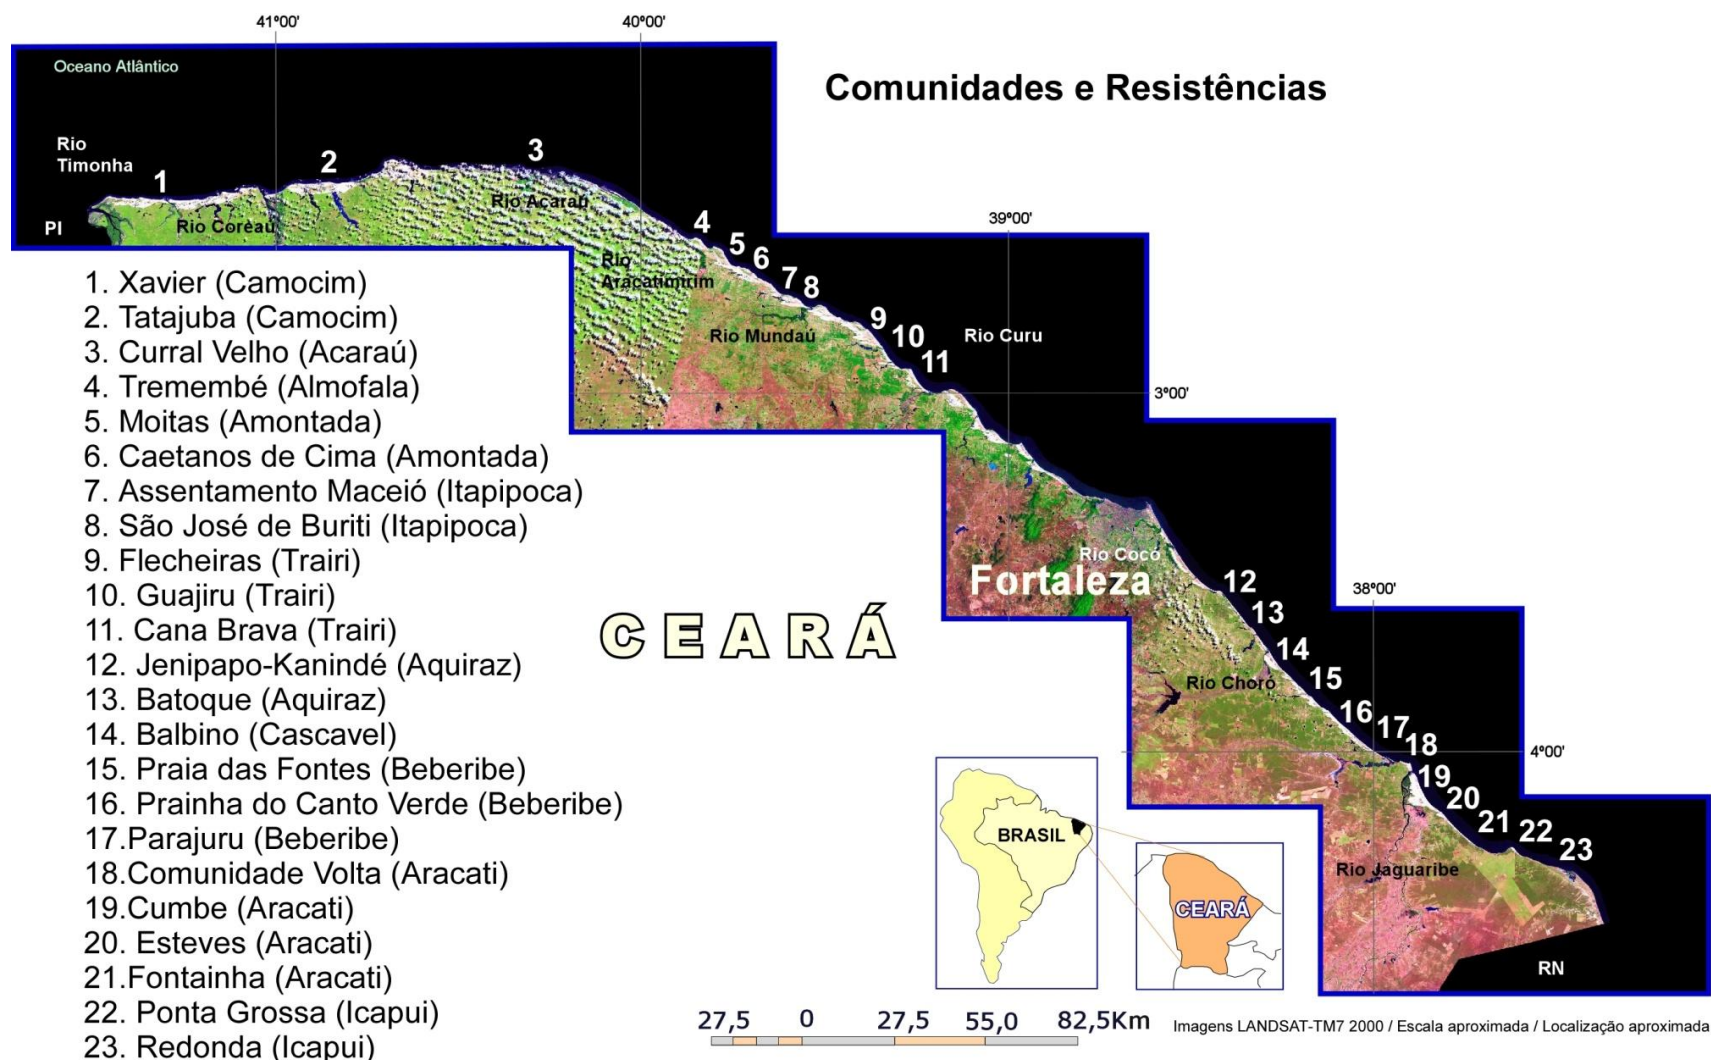 41°00'
40°00'
Oceano Atlântico
Comunidades e Resistências
Rio
Timonha
1
2
3
PI
Rio Coreaú
Rio Acaraú
39°00'
4
5
6
7
8
Rio
Aracatimirim
Rio Mundaú
9
10
11
Rio Curu
3°00'
1. Xavier (Camocim)
2. Tatajuba (Camocim)
3. Curral Velho (Acaraú)
4. Tremembé (Almofala)
5. Moitas (Amontada)
6. Caetanos de Cima (Amontada)
7. Assentamento Maceió (Itapipoca)
8. São José de Buriti (Itapipoca)
9. Flecheiras (Trairi)
10. Guajiru (Trairi)
11. Cana Brava (Trairi)
12. Jenipapo-Kanindé (Aquiraz)
13. Batoque (Aquiraz)
14. Balbino (Cascavel)
15. Praia das Fontes (Beberibe)
16. Prainha do Canto Verde (Beberibe)
17.Parajuru (Beberibe)
18.Comunidade Volta (Aracati)
19.Cumbe (Aracati)
20. Esteves (Aracati)
21.Fontainha (Aracati)
22. Ponta Grossa (Icapui)
23. Redonda (Icapui)
Rio Cocó
Fortaleza
CEARÁ
12
13
38°00'
14
15
Rio Choró
16
17
18
4°00'
19
20
21
22
23
Rio Jaguaribe
RN
BRASIL
CEARÁ
27,5 0 27,5 55,0 82,5Km
Imagens LANDSAT-TM7 2000 / Escala aproximada / Localização aproximada